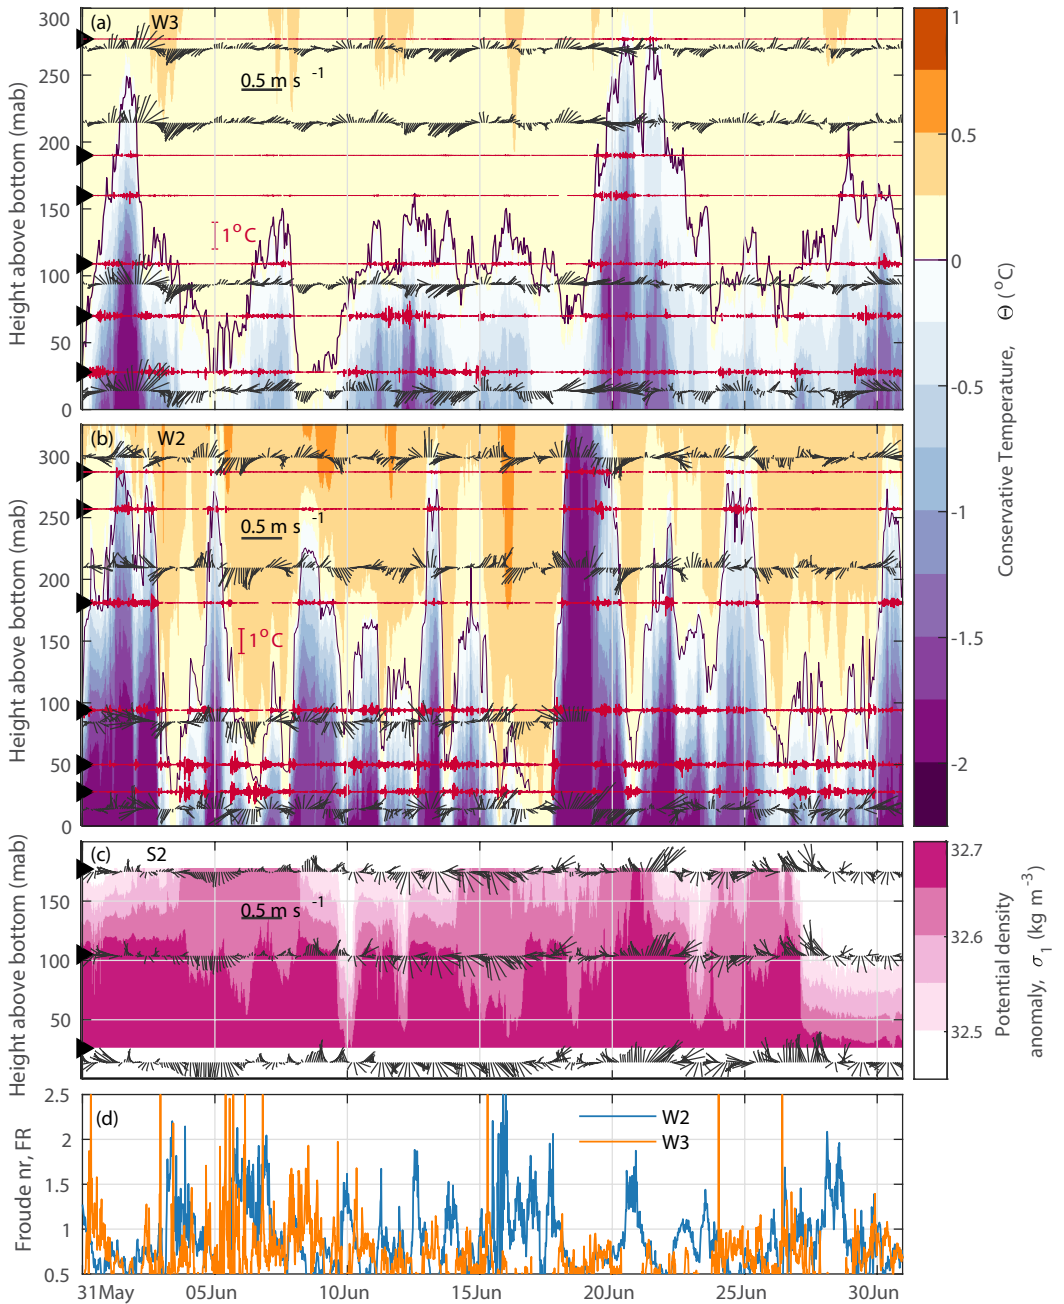 (a) W3
300
250
200
150
100
50
0
Height above bottom (mab)
0.5 m s -1
1°C
(b) W2
300
250
200
150
100
50
0
Height above bottom (mab)
0.5 m s -1
1°C
1
0.5
0
-0.5
-1
-1.5
-2
Conservative Temperature, Θ (°C)
(c) S2
150
100
50
Height above bottom (mab)
0.5 m s -1
32.7
32.6
32.5
Potential density
anomaly, σ1 (kg m-3)
(d)
2.5
2
1.5
1
0.5
Froude nr, FR
W2
W3
31May 05Jun 10Jun 15Jun 20Jun 25Jun 30Jun